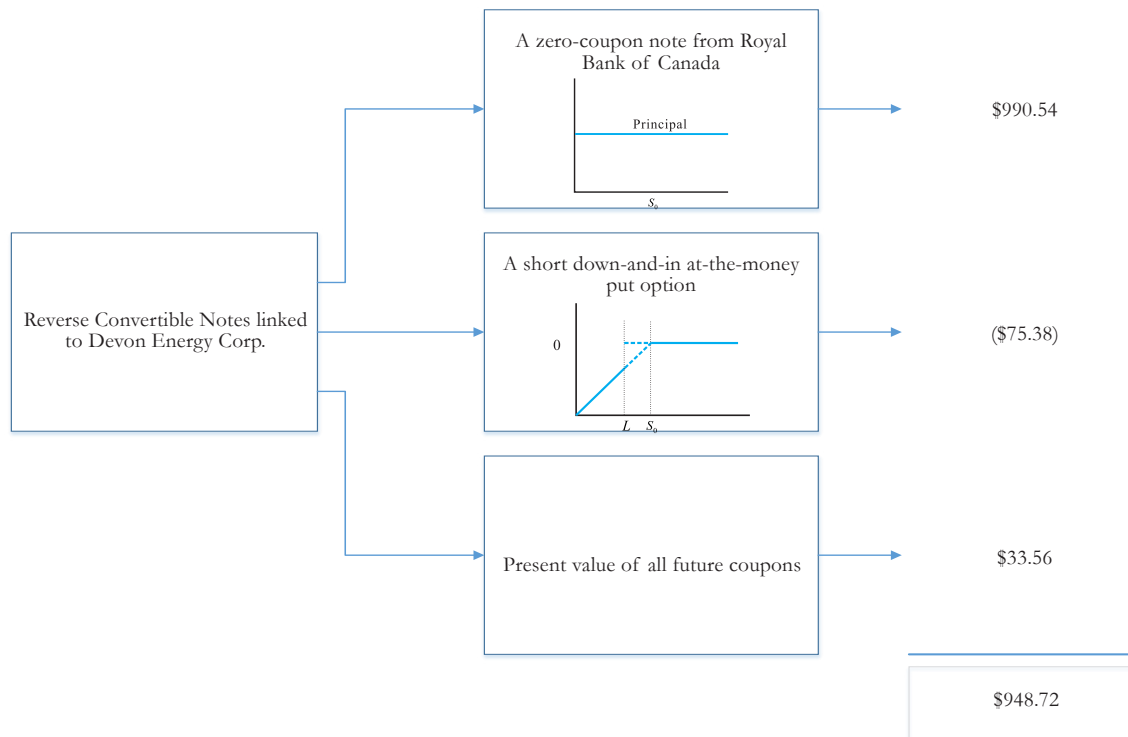 A zero-coupon note from Royal
Bank of Canada
Principal
S₀
$990.54
Reverse Convertible Notes linked
to Devon Energy Corp.
A short down-and-in at-the-money
put option
0
L S₀
($75.38)
Present value of all future coupons
$33.56
$948.72